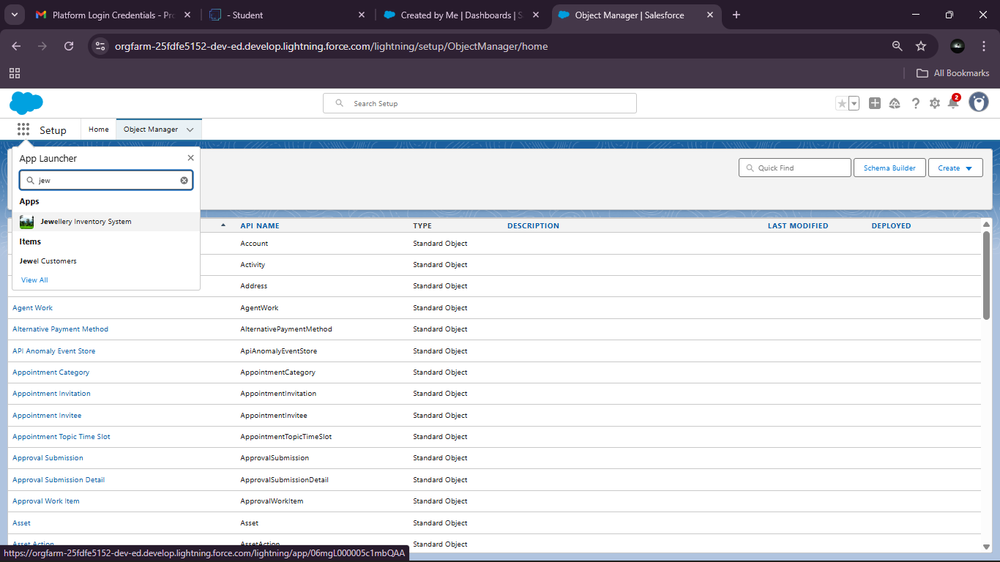 Platform Login Credentials - Pro
- Student
Created by Me | Dashboards | S
Object Manager | Salesforce
orgfarm-25fdfe5152-dev-ed.develop.lightning.force.com/lightning/setup/ObjectManager/home
All Bookmarks
Search Setup
2
Setup
Home
Object Manager
App Launcher
jew
Apps
Jewellery Inventory System
Items
Jewel Customers
View All
Quick Find
Schema Builder
Create
API NAME TYPE DESCRIPTION LAST MODIFIED DEPLOYED
Account Standard Object
Activity Standard Object
Address Standard Object
Agent Work AgentWork Standard Object
Alternative Payment Method AlternativePaymentMethod Standard Object
API Anomaly Event Store ApiAnomalyEventStore Standard Object
Appointment Category AppointmentCategory Standard Object
Appointment Invitation AppointmentInvitation Standard Object
Appointment Invitee AppointmentInvitee Standard Object
Appointment Topic Time Slot AppointmentTopicTimeSlot Standard Object
Approval Submission ApprovalSubmission Standard Object
Approval Submission Detail ApprovalSubmissionDetail Standard Object
Approval Work Item ApprovalWorkItem Standard Object
Asset Asset Standard Object
Asset Action AssetAction Standard Object
https://orgfarm-25fdfe5152-dev-ed.develop.lightning.force.com/lightning/app/06mgL000005c1mbQAA